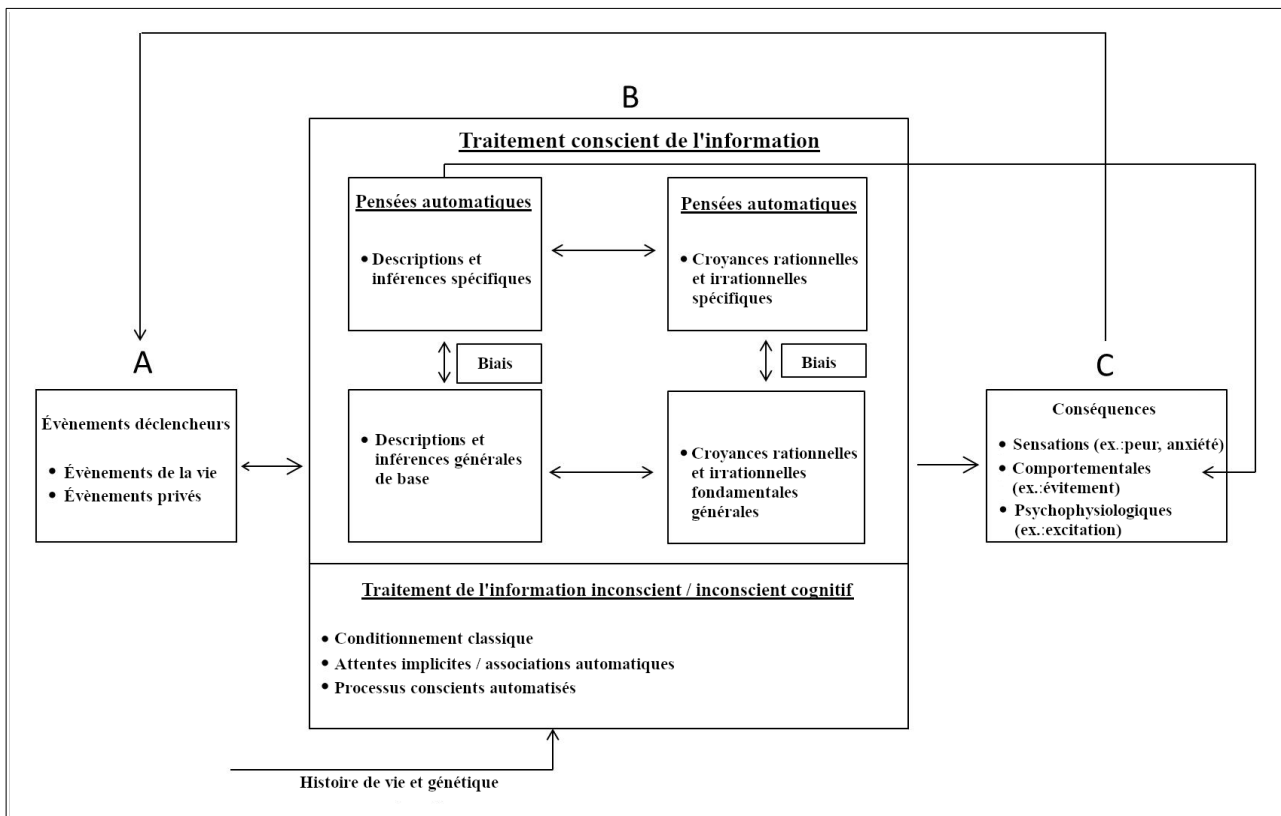 B
Traitement conscient de l'information
Pensées automatiques
• Descriptions et
inférences spécifiques
Pensées automatiques
• Croyances rationnelles
et irrationnelles
spécifiques
Biais
Biais
• Descriptions et
inférences générales
de base
• Croyances rationnelles
et irrationnelles
fondamentales
générales
A
Évènements déclencheurs
• Évènements de la vie
• Évènements privés
C
Conséquences
• Sensations (ex.:peur, anxiété)
• Comportementales
(ex.:évitement)
• Psychophysiologiques
(ex.:excitation)
Traitement de l'information inconscient / inconscient cognitif
• Conditionnement classique
• Attentes implicites / associations automatiques
• Processus conscients automatisés
Histoire de vie et génétique